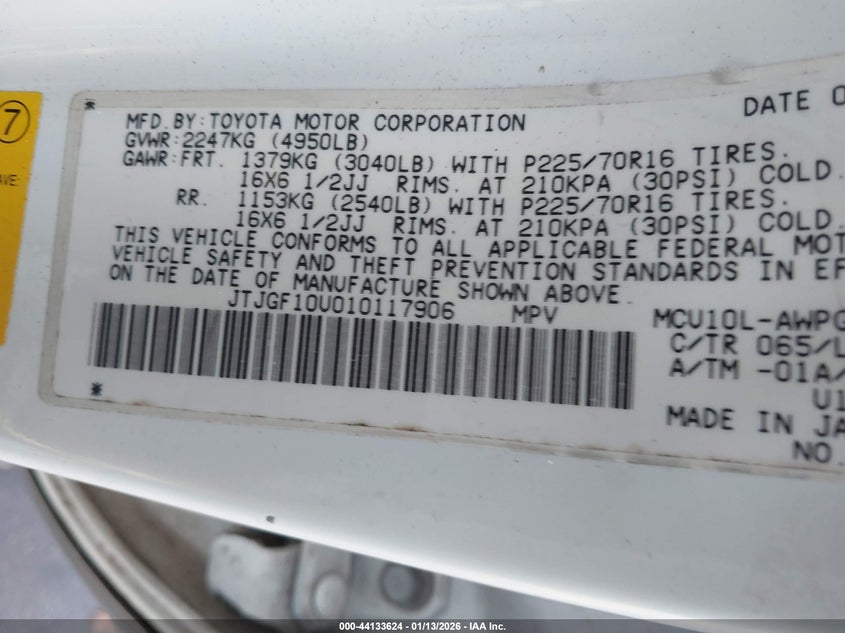 7
AVE:
DATE 0
MFD.BY:TOYOTA MOTOR CORPORATION
GVWR:2247KG (4950LB)
GAWR:FRT. 1379KG (3040LB) WITH P225/70R16 TIRES.
16X6 1/2JJ RIMS. AT 210KPA (30PSI) COLD.
RR. 1153KG (2540LB) WITH P225/70R16 TIRES.
16X6 1/2JJ RIMS. AT 210KPA (30PSI) COLD.
THIS VEHICLE CONFORMS TO ALL APPLICABLE FEDERAL MOT
VEHICLE SAFETY AND THEFT PREVENTION STANDARDS IN EF
ON THE DATE OF MANUFACTURE SHOWN ABOVE.
JTJGF10U010117906 MPV MCU10L-AWPG
C/TR 065/L
A/TM -01A/
U1
MADE IN JA
NO.
000-44133624 - 01/13/2026 - IAA Inc.